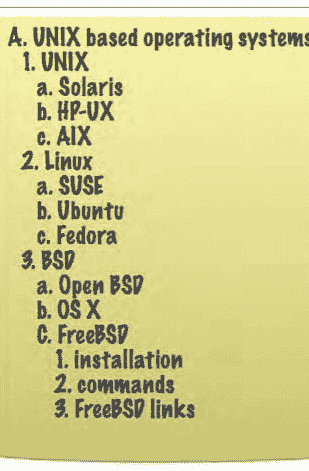 A. UNIX based operating systems
1. UNIX
a. Solaris
b. HP-UX
c. AIX
2. Linux
a. SUSE
b. Ubuntu
c. Fedora
3. BSD
a. Open BSD
b. OS X
C. FreeBSD
1. installation
2. commands
3. FreeBSD links